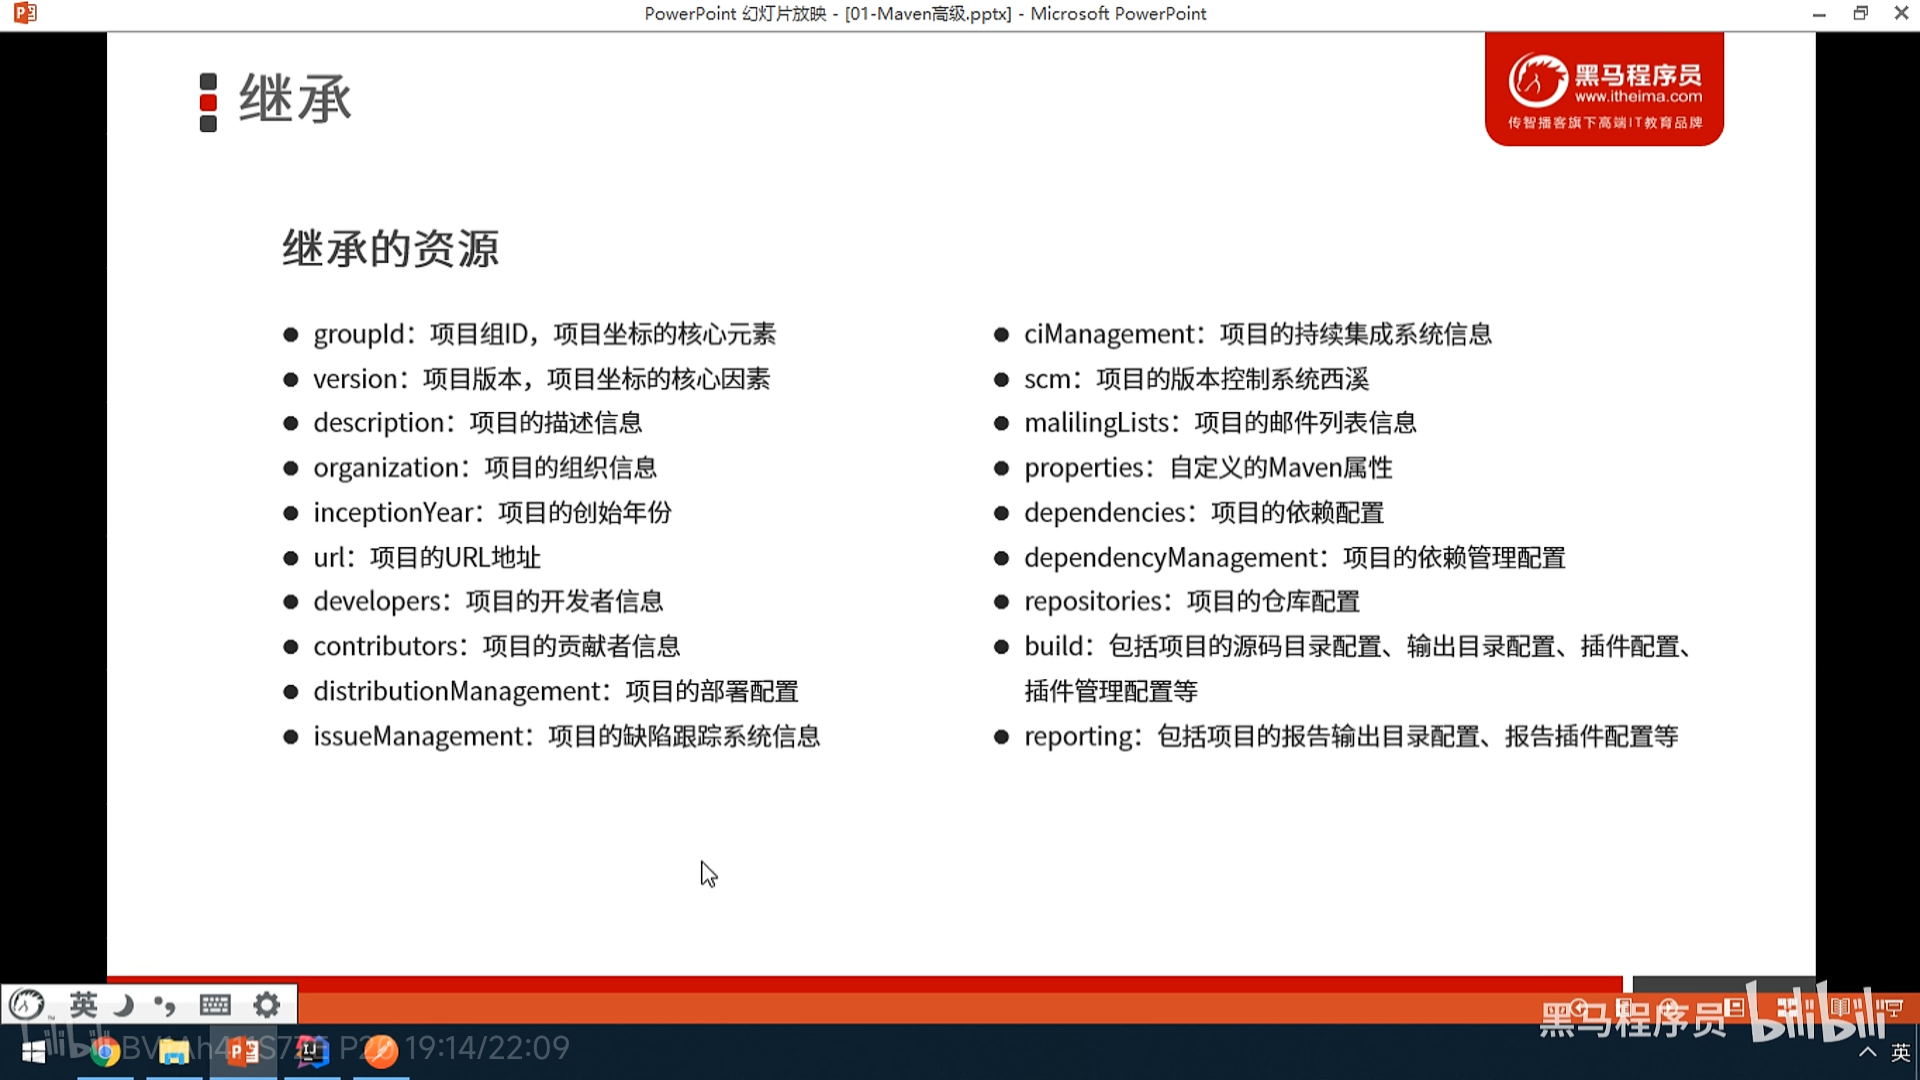 PowerPoint 幻灯片放映 - [01-Maven高级.pptx] - Microsoft PowerPoint
继承
黑马程序员
www.itheima.com
传智播客旗下高端IT教育品牌
继承的资源
groupId：项目组ID，项目坐标的核心元素
version：项目版本，项目坐标的核心因素
description：项目的描述信息
organization：项目的组织信息
inceptionYear：项目的创始年份
url：项目的URL地址
developers：项目的开发者信息
contributors：项目的贡献者信息
distributionManagement：项目的部署配置
issueManagement：项目的缺陷跟踪系统信息
ciManagement：项目的持续集成系统信息
scm：项目的版本控制系统西溪
malilingLists：项目的邮件列表信息
properties：自定义的Maven属性
dependencies：项目的依赖配置
dependencyManagement：项目的依赖管理配置
repositories：项目的仓库配置
build：包括项目的源码目录配置、输出目录配置、插件配置、
插件管理配置等
reporting：包括项目的报告输出目录配置、报告插件配置等
英
黑马程序员 bilibili
P20 19:14/22:09
英